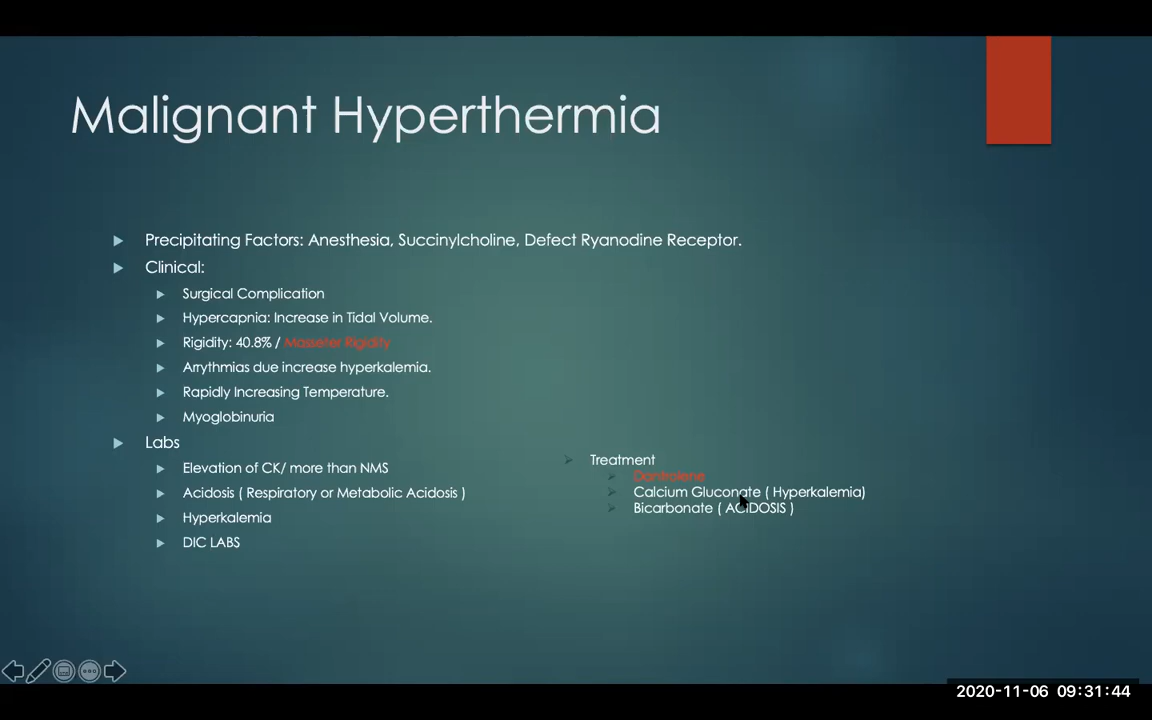 Malignant Hyperthermia
Precipitating Factors: Anesthesia, Succinylcholine, Defect Ryanodine Receptor.
Clinical:
Surgical Complication
Hypercapnia: Increase in Tidal Volume.
Rigidity: 40.8% / Masseter Rigidity
Arrythmias due increase hyperkalemia.
Rapidly Increasing Temperature.
Myoglobinuria
Labs
Elevation of CK/ more than NMS
Acidosis ( Respiratory or Metabolic Acidosis )
Hyperkalemia
DIC LABS
Treatment
Dontrolene
Calcium Gluconate ( Hyperkalemia)
Bicarbonate ( ACIDOSIS )
2020-11-06 09:31:44